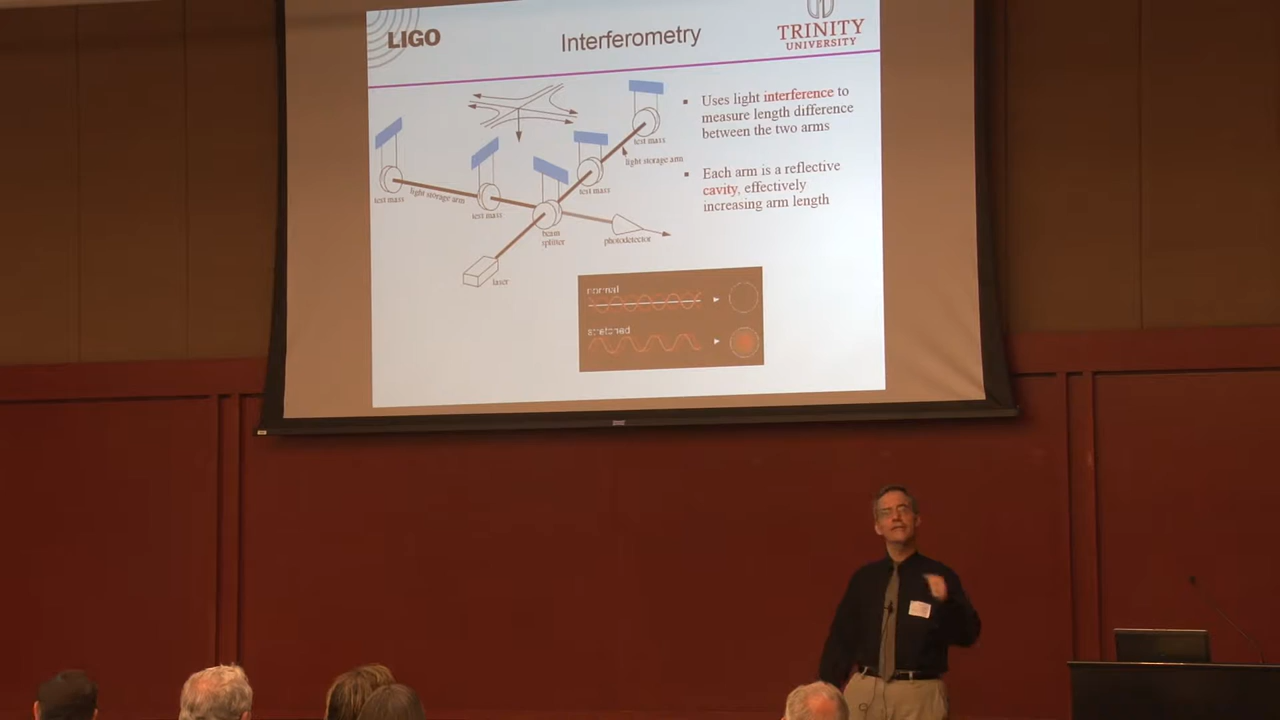 LIGO
Interferometry
TRINITY
UNIVERSITY
test mass
light storage arm
test mass
test mass
light storage arm
test mass
beam
splitter
photodetector
laser
▪ Uses light interference to
measure length difference
between the two arms
▪ Each arm is a reflective
cavity, effectively
increasing arm length
normal
stretched